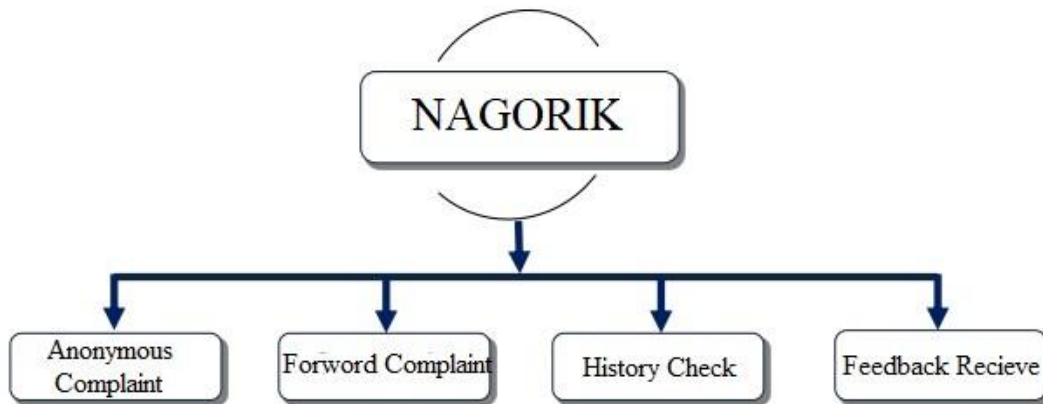 NAGORIK
Anonymous
Complaint
Forword Complaint
History Check
Feedback Recieve